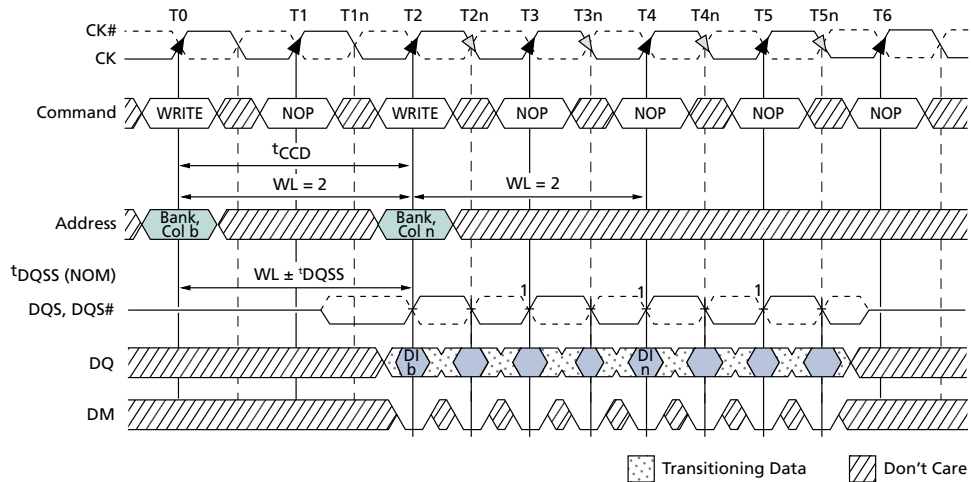 T0 T1 T1n T2 T2n T3 T3n T4 T4n T5 T5n T6
CK#
CK
Command WRITE NOP WRITE NOP NOP NOP NOP
tCCD
WL = 2 WL = 2
Address Bank, Col b Bank, Col n
tDQSS (NOM) WL ± tDQSS
DQS, DQS# 1 1 1
DQ DI b DI n
DM
Transitioning Data Don't Care